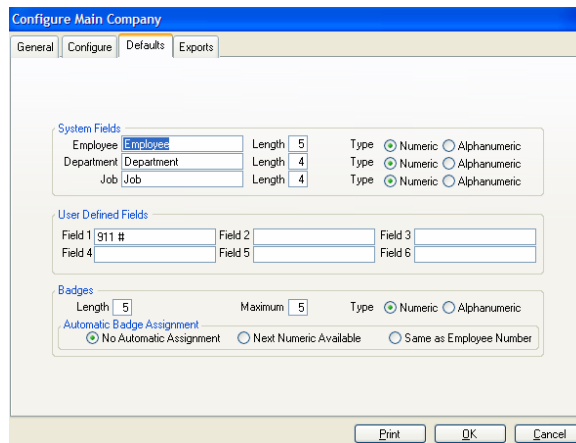 Configure Main Company
General Configure Defaults Exports
System Fields
Employee Employee Length 5 Type Numeric Alphanumeric
Department Department Length 4 Type Numeric Alphanumeric
Job Job Length 4 Type Numeric Alphanumeric
User Defined Fields
Field 1 911 # Field 2 Field 3
Field 4 Field 5 Field 6
Badges
Length 5 Maximum 5 Type Numeric Alphanumeric
Automatic Badge Assignment
No Automatic Assignment Next Numeric Available Same as Employee Number
Print OK Cancel